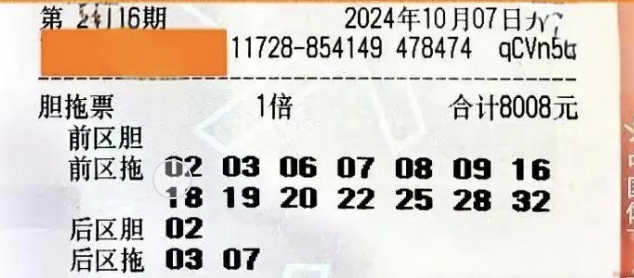 第 24116期 2024年10月07日
11728-854149 478474 qCVn5
胆拖票 1倍 合计8008元
前区胆
前区拖 02 03 06 07 08 09 16
18 19 20 22 25 28 32
后区胆 02
后区拖 03 07